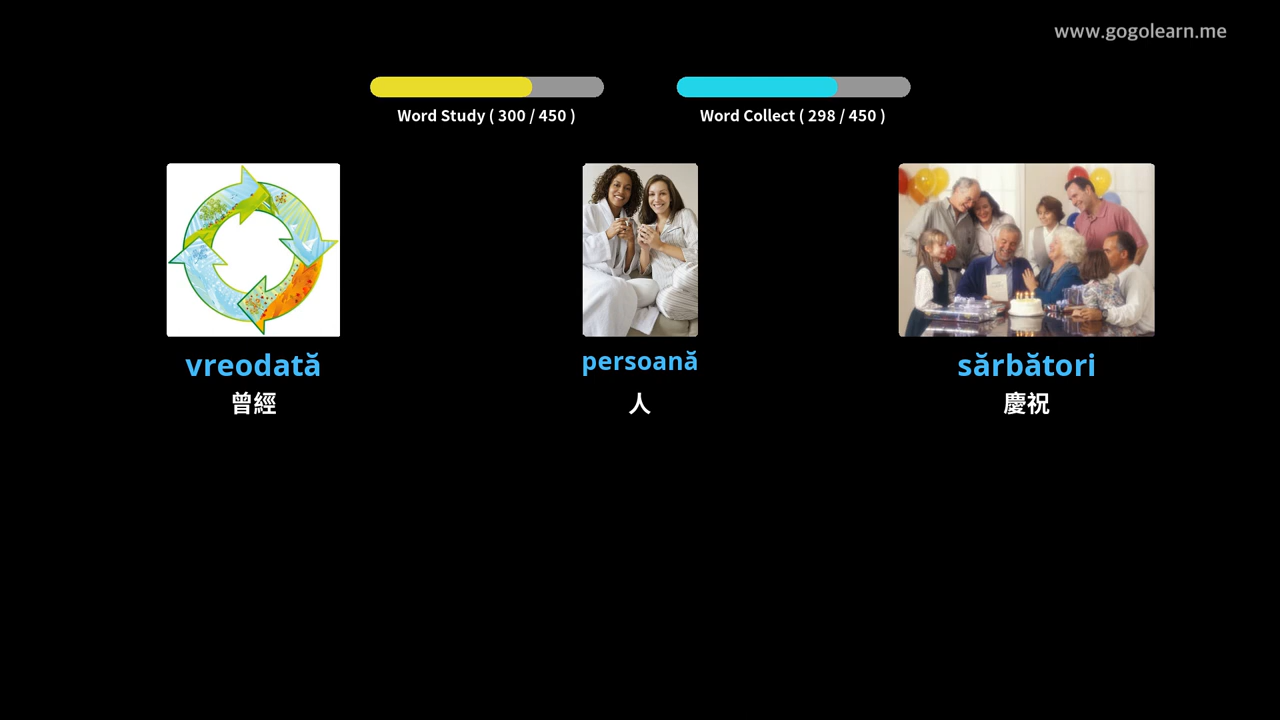 www.gogolearn.me
Word Study ( 300 / 450 )
Word Collect ( 298 / 450 )
vreodată
曾經
persoană
人
sărbători
慶祝